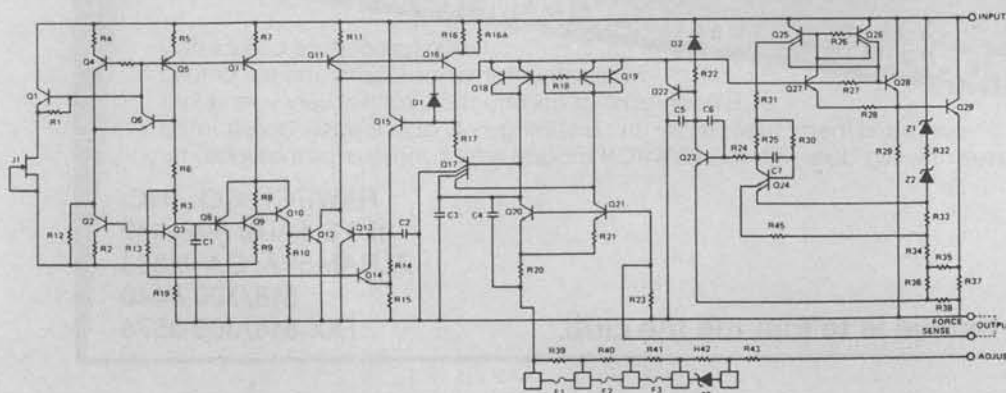 INPUT
R4 R5 R7 R11 R16 R16A
Q4 Q5 Q7 Q11 Q16
Q25 R26 Q26
D2
Q18 R18 Q19
R22
Q27 R27 Q28
Q1
R1
Q6
D1
Q15
R17
Q22
C5 C6
R31
R28
Q29
Z1
J1
Q17
Q23
R24 R25 R30
R29
R32
R6
C7
Z2
R3 R8
Q24
Q2 Q3 Q8 Q9 Q10
Q12 Q13 C2
C3 C4 Q20 Q21
R33
R12 R2 R13 C1 R9 R10
R45
R14
R21
R34
R35
Q14
R20
R36 R37
R19
R15
R23
R38
FORCE
SENSE
OUTPUT
R39 R40 R41 R42 R43
ADJUST
F1 F2 F3